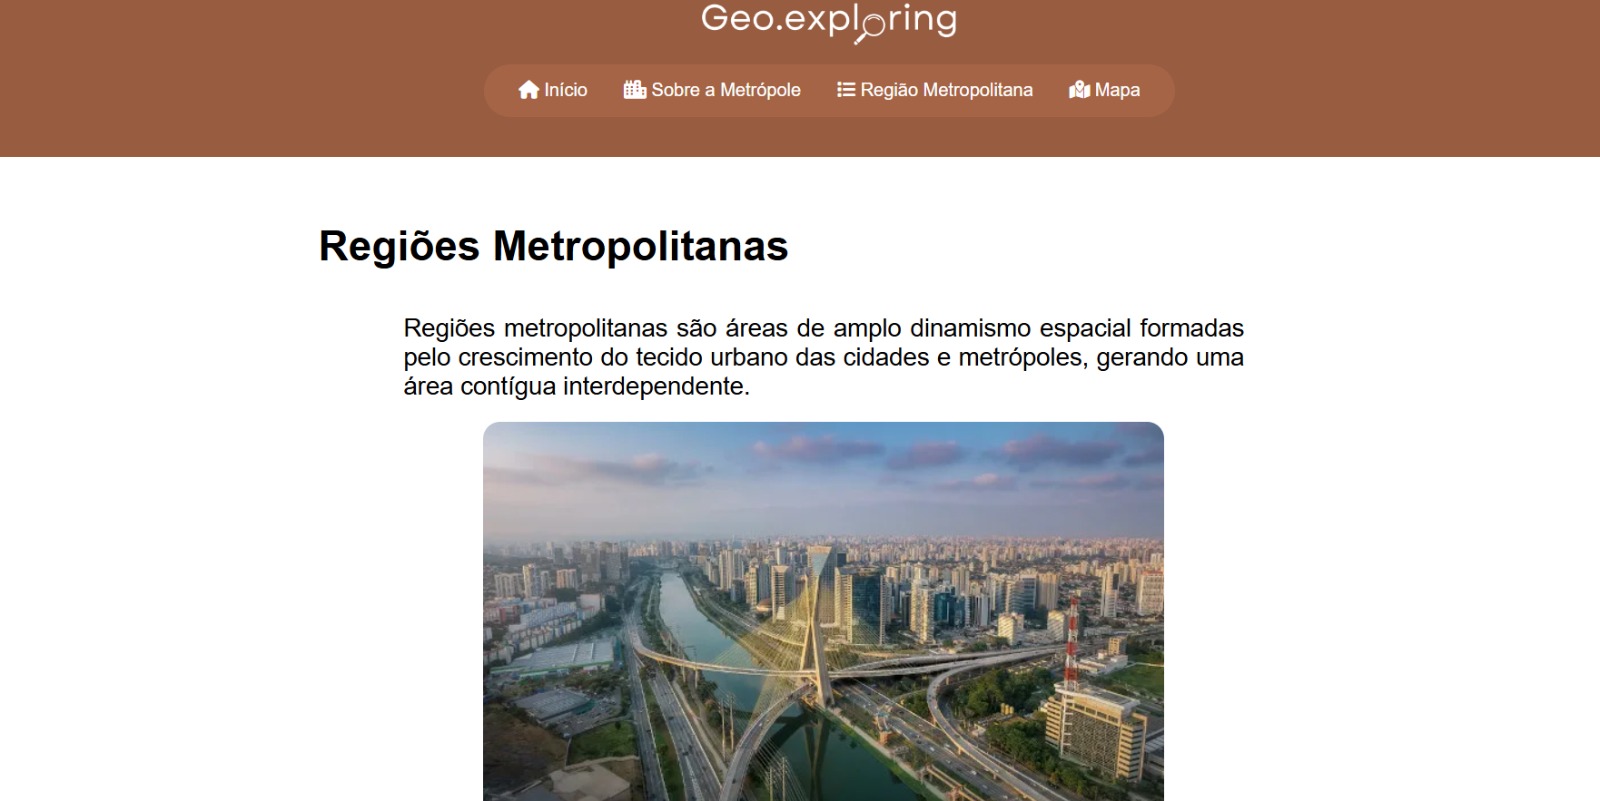 Geo.exploring
Início Sobre a Metrópole Região Metropolitana Mapa
Regiões Metropolitanas
Regiões metropolitanas são áreas de amplo dinamismo espacial formadas
pelo crescimento do tecido urbano das cidades e metrópoles, gerando uma
área contígua interdependente.